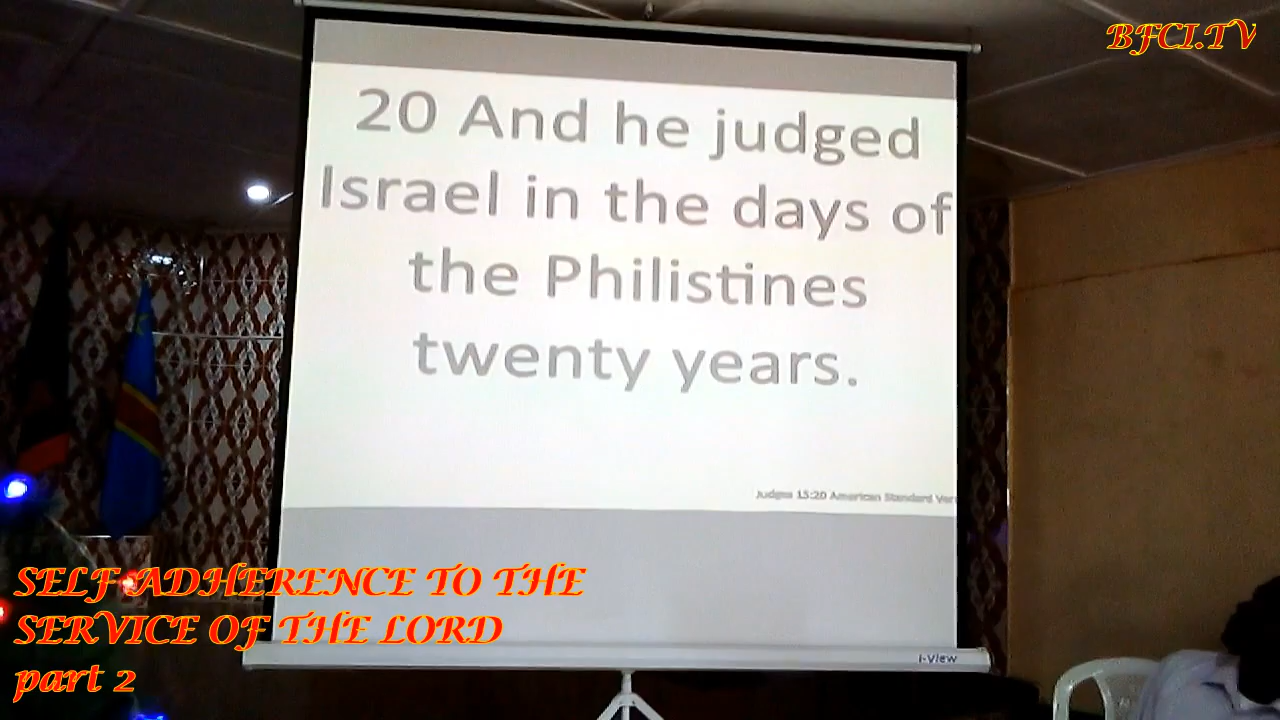 BFCI.TV
20 And he judged
Israel in the days of
the Philistines
twenty years.
Judges 15:20 American Standard Ver
SELF ADHERENCE TO THE
SERVICE OF THE LORD
part 2
i-View